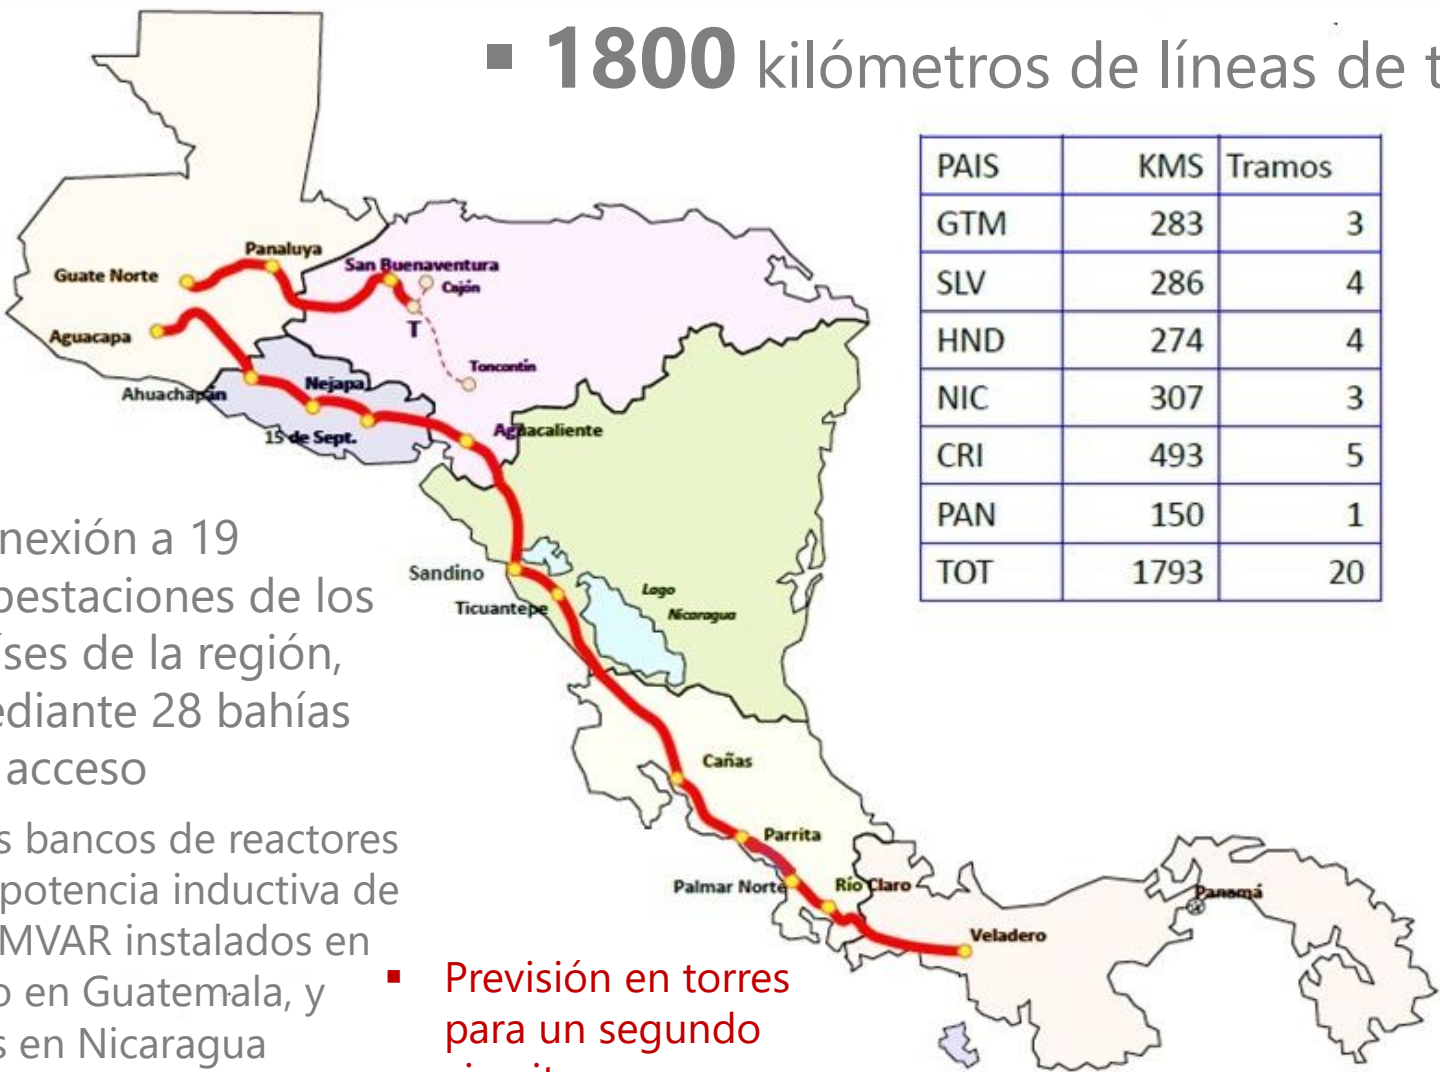 ▪ 1800 kilómetros de líneas de t
PAIS KMS Tramos
GTM 283 3
SLV 286 4
HND 274 4
NIC 307 3
CRI 493 5
PAN 150 1
TOT 1793 20
Panaluya
Guate Norte
San Buenaventura
Cajón
Aguacapa
T
Toncontín
Ahuachapán
Nejapa
15 de Sept.
Aguacaliente
Sandino
Ticuantepe
Lago
Nicaragua
Cañas
Parrita
Palmar Norte
Río Claro
Panamá
Veladero
nexión a 19
bestaciones de los
íses de la región,
ediante 28 bahías
acceso
s bancos de reactores
potencia inductiva de
MVAR instalados en
o en Guatemala, y
s en Nicaragua
▪ Previsión en torres
para un segundo